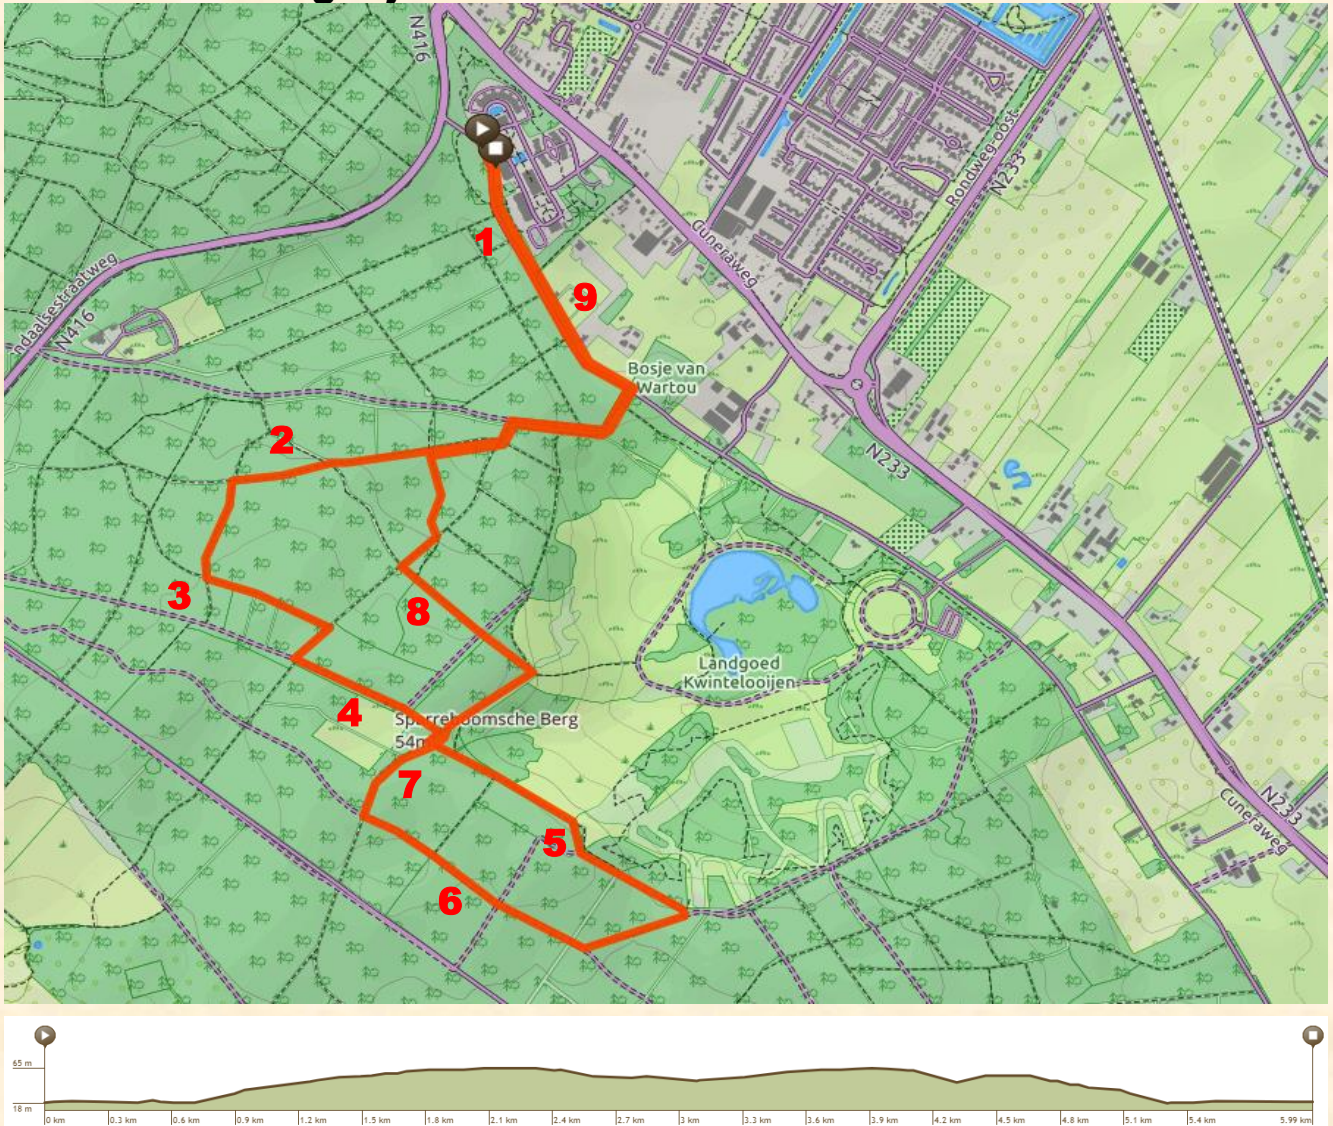 N416
1
9
Cuneraweg
Rondweg-oost
N233
ndaalsestraatweg
N416
Bosje van
Wartou
2
N233
3
8
Landgoed
Kwintelooijen
4
Sparreboomsche Berg
54m
7
5
6
N233
Cuneraweg
65 m
18 m
0 km
0.3 km
0.6 km
0.9 km
1.2 km
1.5 km
1.8 km
2.1 km
2.4 km
2.7 km
3 km
3.3 km
3.6 km
3.9 km
4.2 km
4.5 km
4.8 km
5.1 km
5.4 km
5.99 km